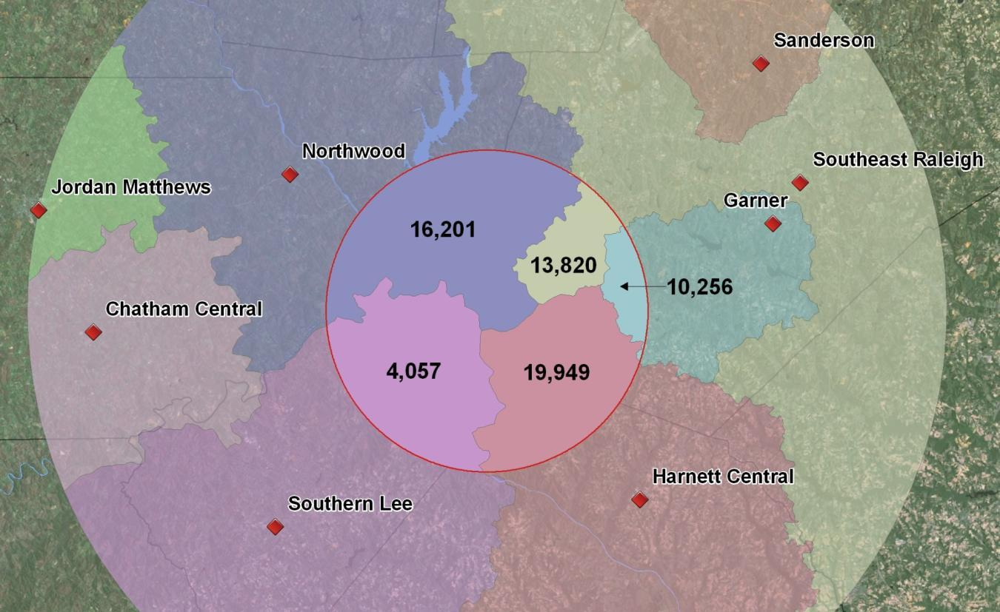 Sanderson
Northwood
Southeast Raleigh
Jordan Matthews
Garner
16,201
13,820
10,256
Chatham Central
4,057
19,949
Harnett Central
Southern Lee